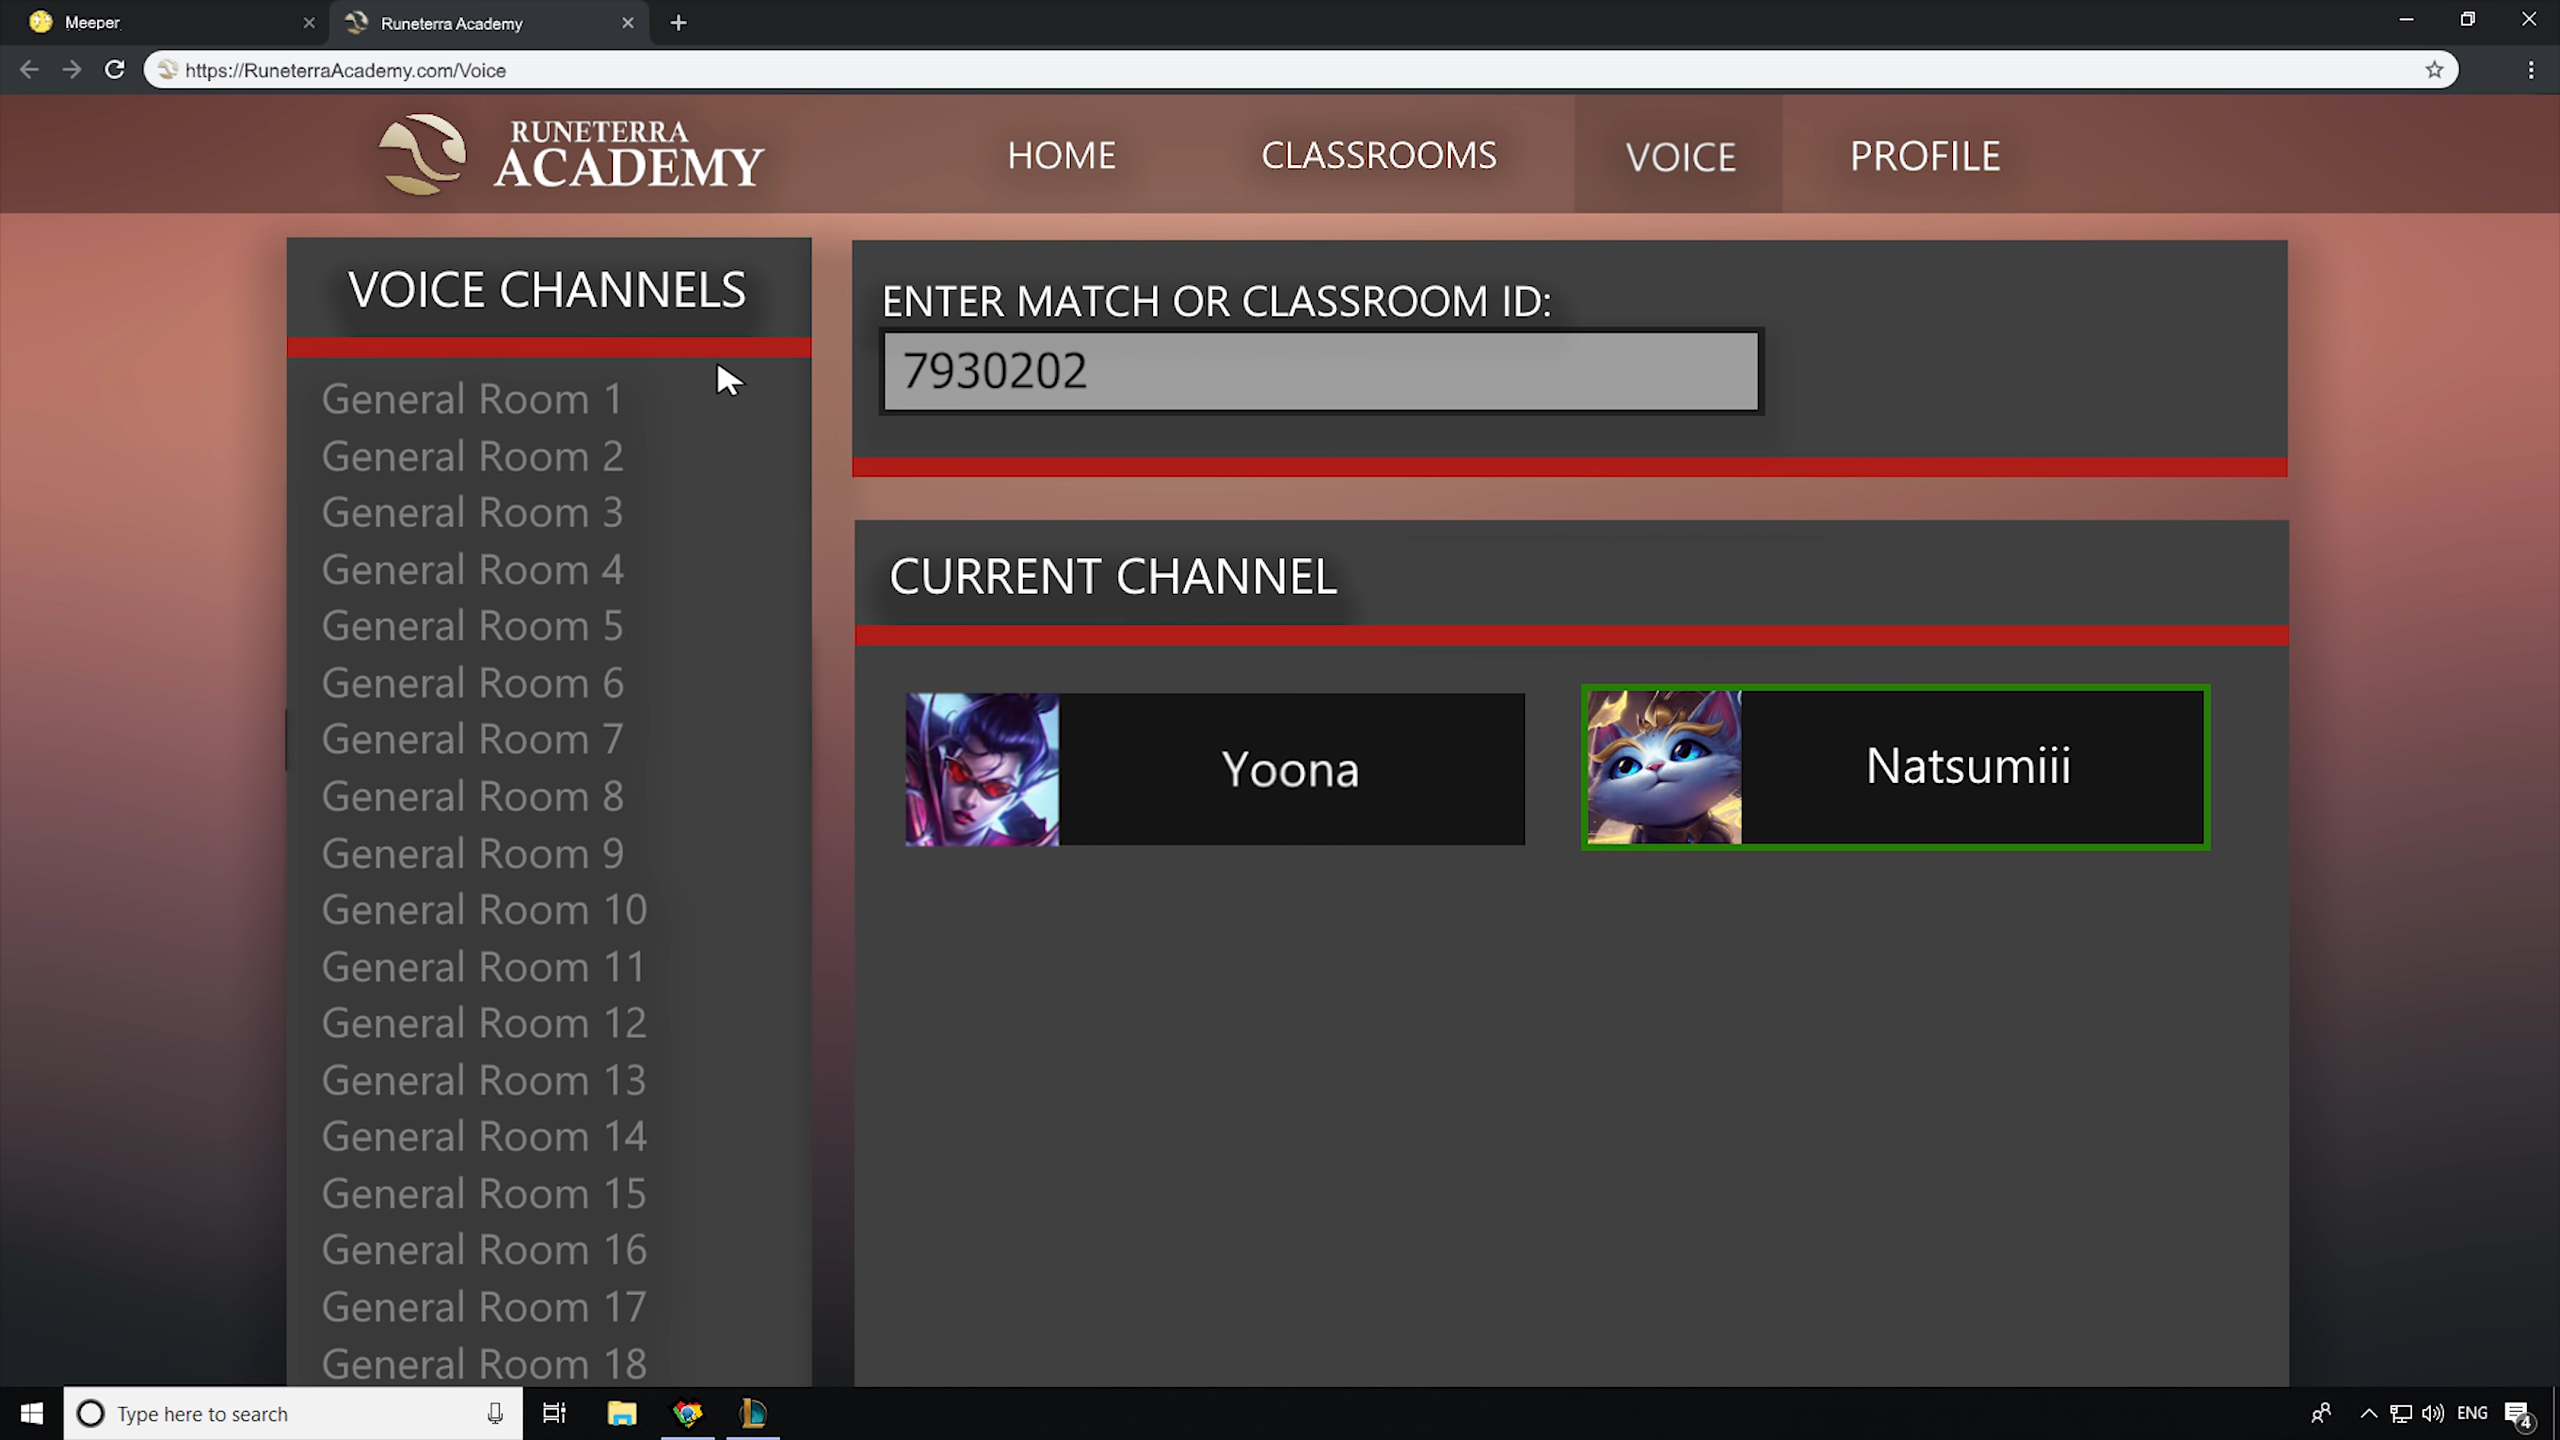 Meeper
Runeterra Academy
https://RuneterraAcademy.com/Voice
RUNETERRA
ACADEMY
HOME
CLASSROOMS
VOICE
PROFILE
VOICE CHANNELS
General Room 1
General Room 2
General Room 3
General Room 4
General Room 5
General Room 6
General Room 7
General Room 8
General Room 9
General Room 10
General Room 11
General Room 12
General Room 13
General Room 14
General Room 15
General Room 16
General Room 17
General Room 18
ENTER MATCH OR CLASSROOM ID:
7930202
CURRENT CHANNEL
Yoona
Natsumiii
Type here to search
ENG
4